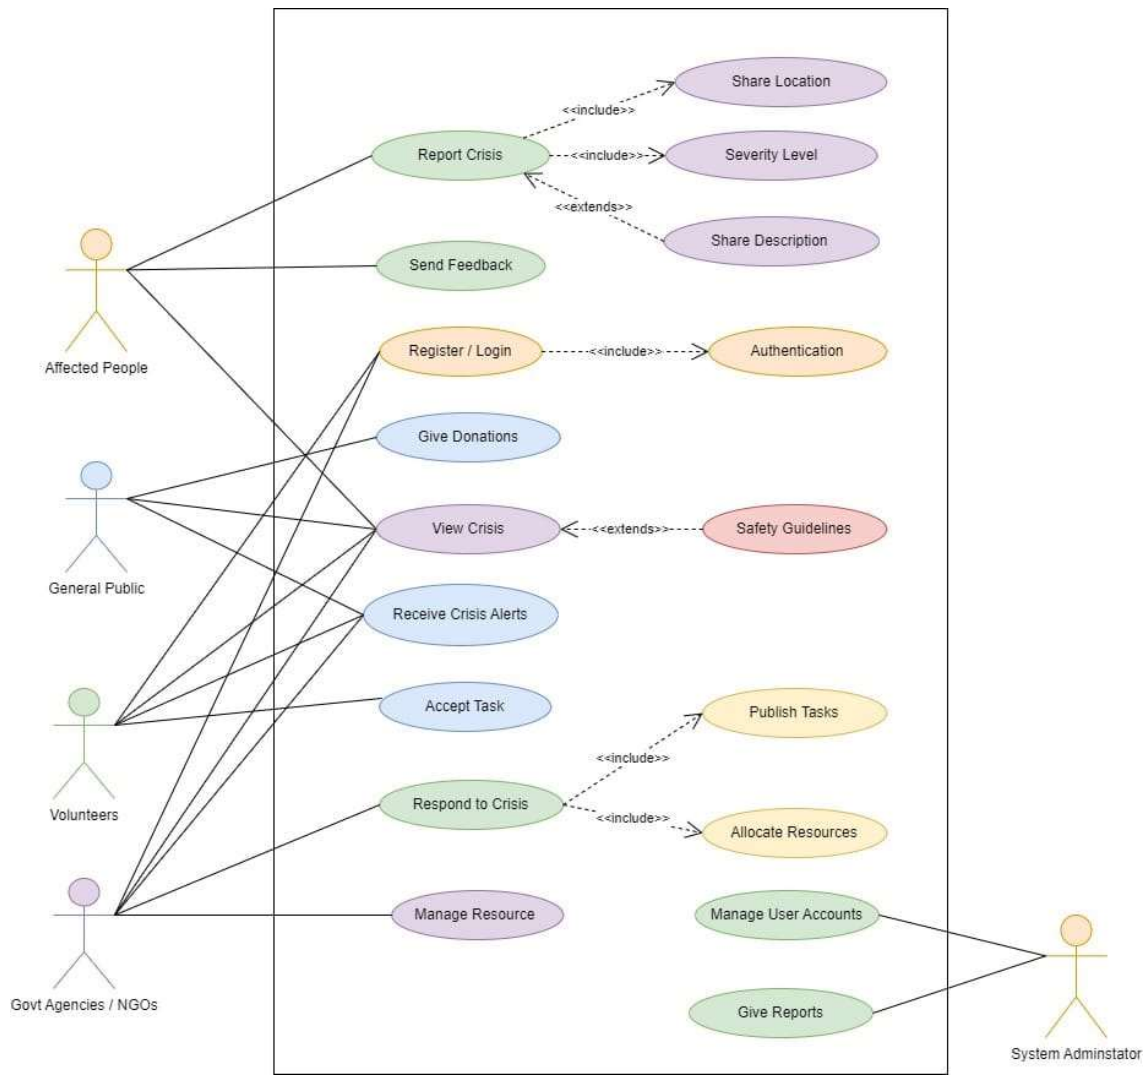 Share Location
<<include>>
Report Crisis
<<include>>
Severity Level
<<extends>>
Share Description
Send Feedback
Affected People
Register / Login
<<include>>
Authentication
Give Donations
General Public
View Crisis
<<extends>>
Safety Guidelines
Receive Crisis Alerts
Volunteers
Accept Task
Publish Tasks
<<include>>
Respond to Crisis
<<include>>
Allocate Resources
Govt Agencies / NGOs
Manage Resource
Manage User Accounts
Give Reports
System Adminstator